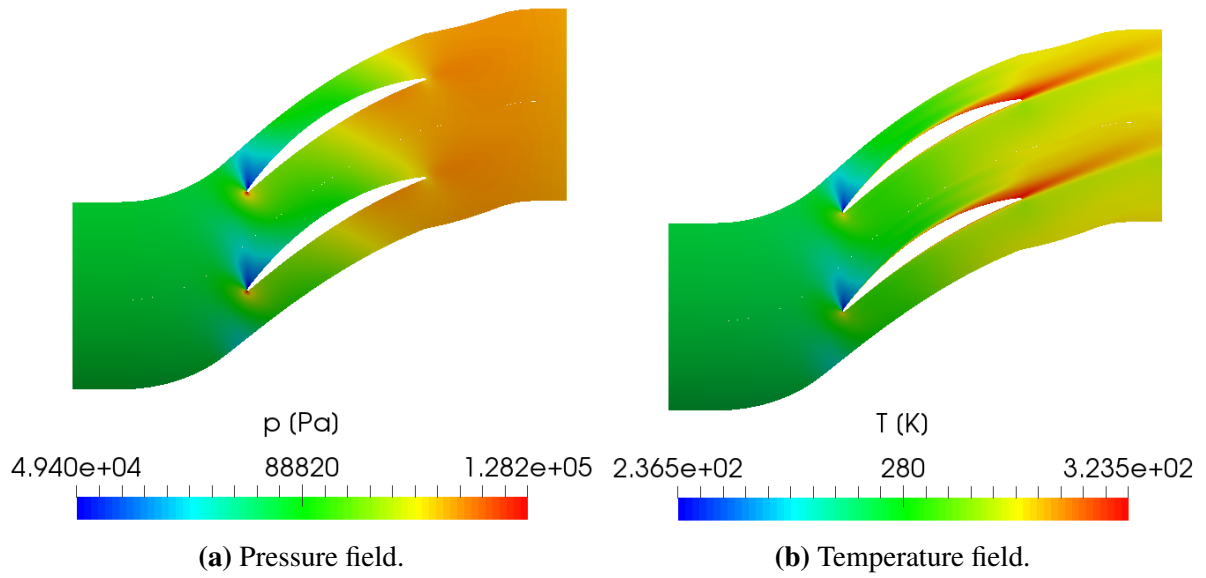 p (Pa)
4.940e+04 88820 1.282e+05
(a) Pressure field.
T (K)
2.365e+02 280 3.235e+02
(b) Temperature field.